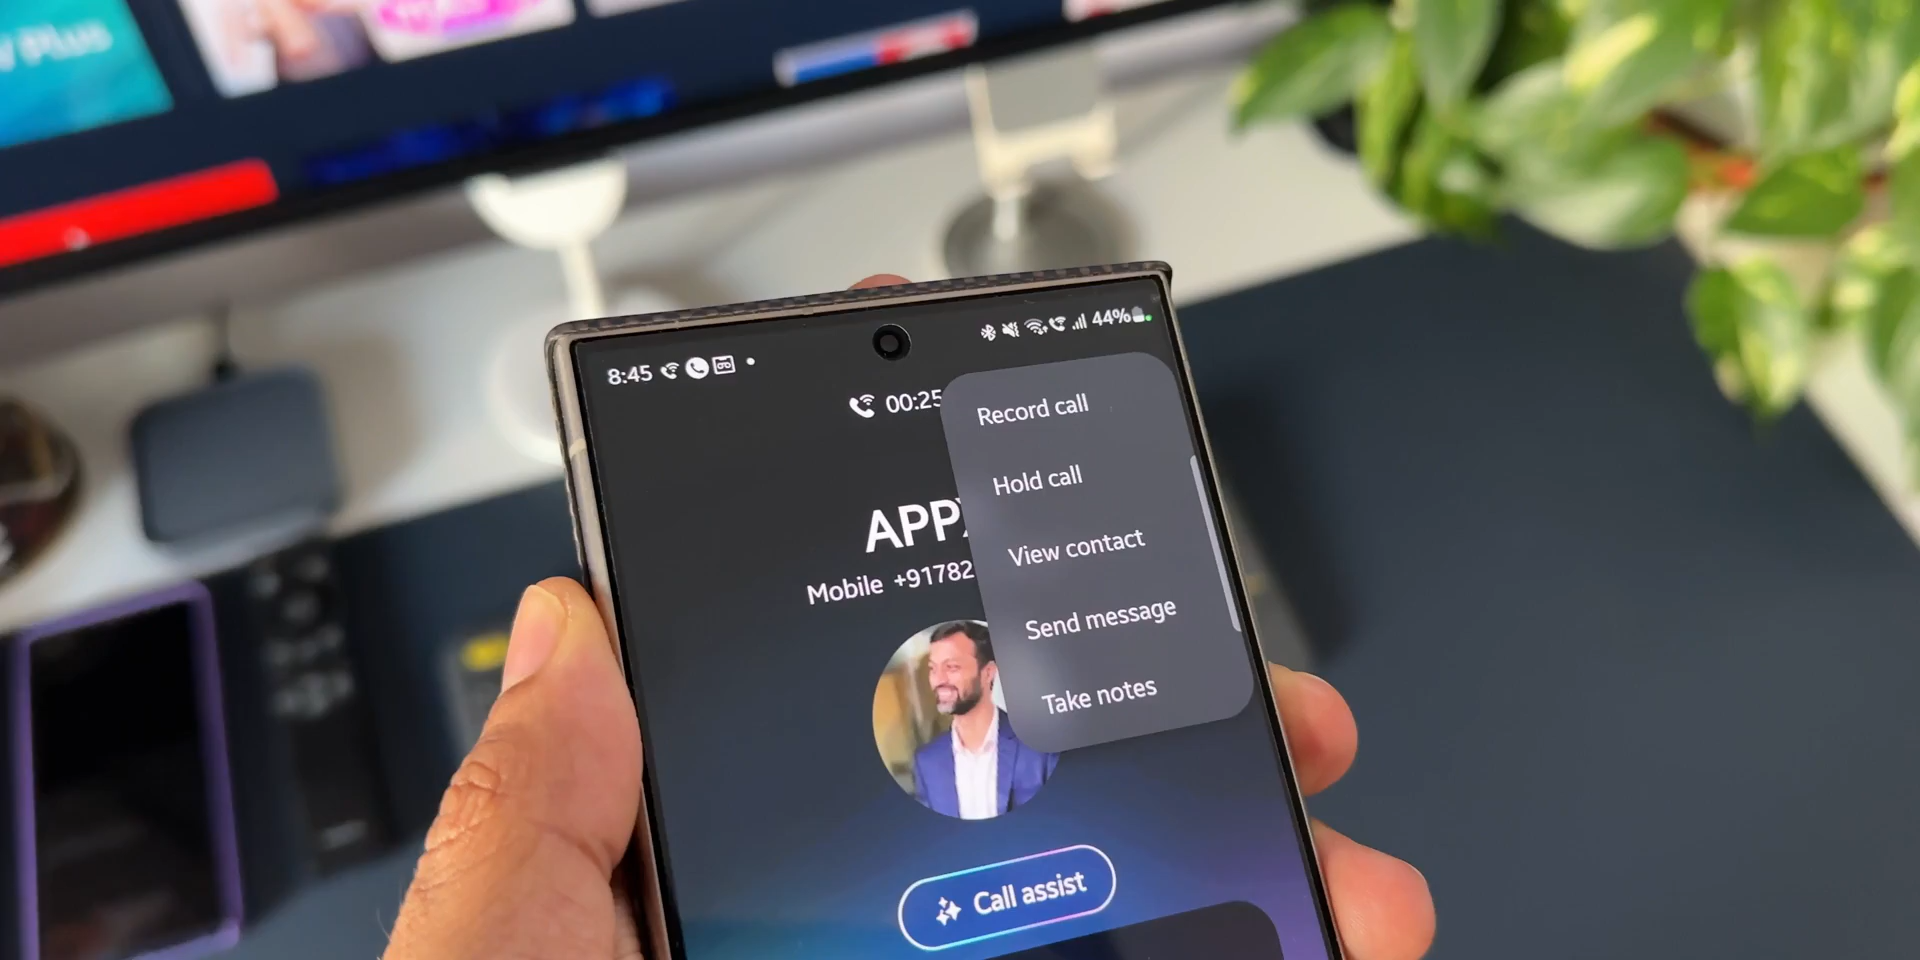 Plus
8:45
44%
00:25
Record call
Hold call
APP
View contact
Mobile +91782
Send message
Take notes
Call assist